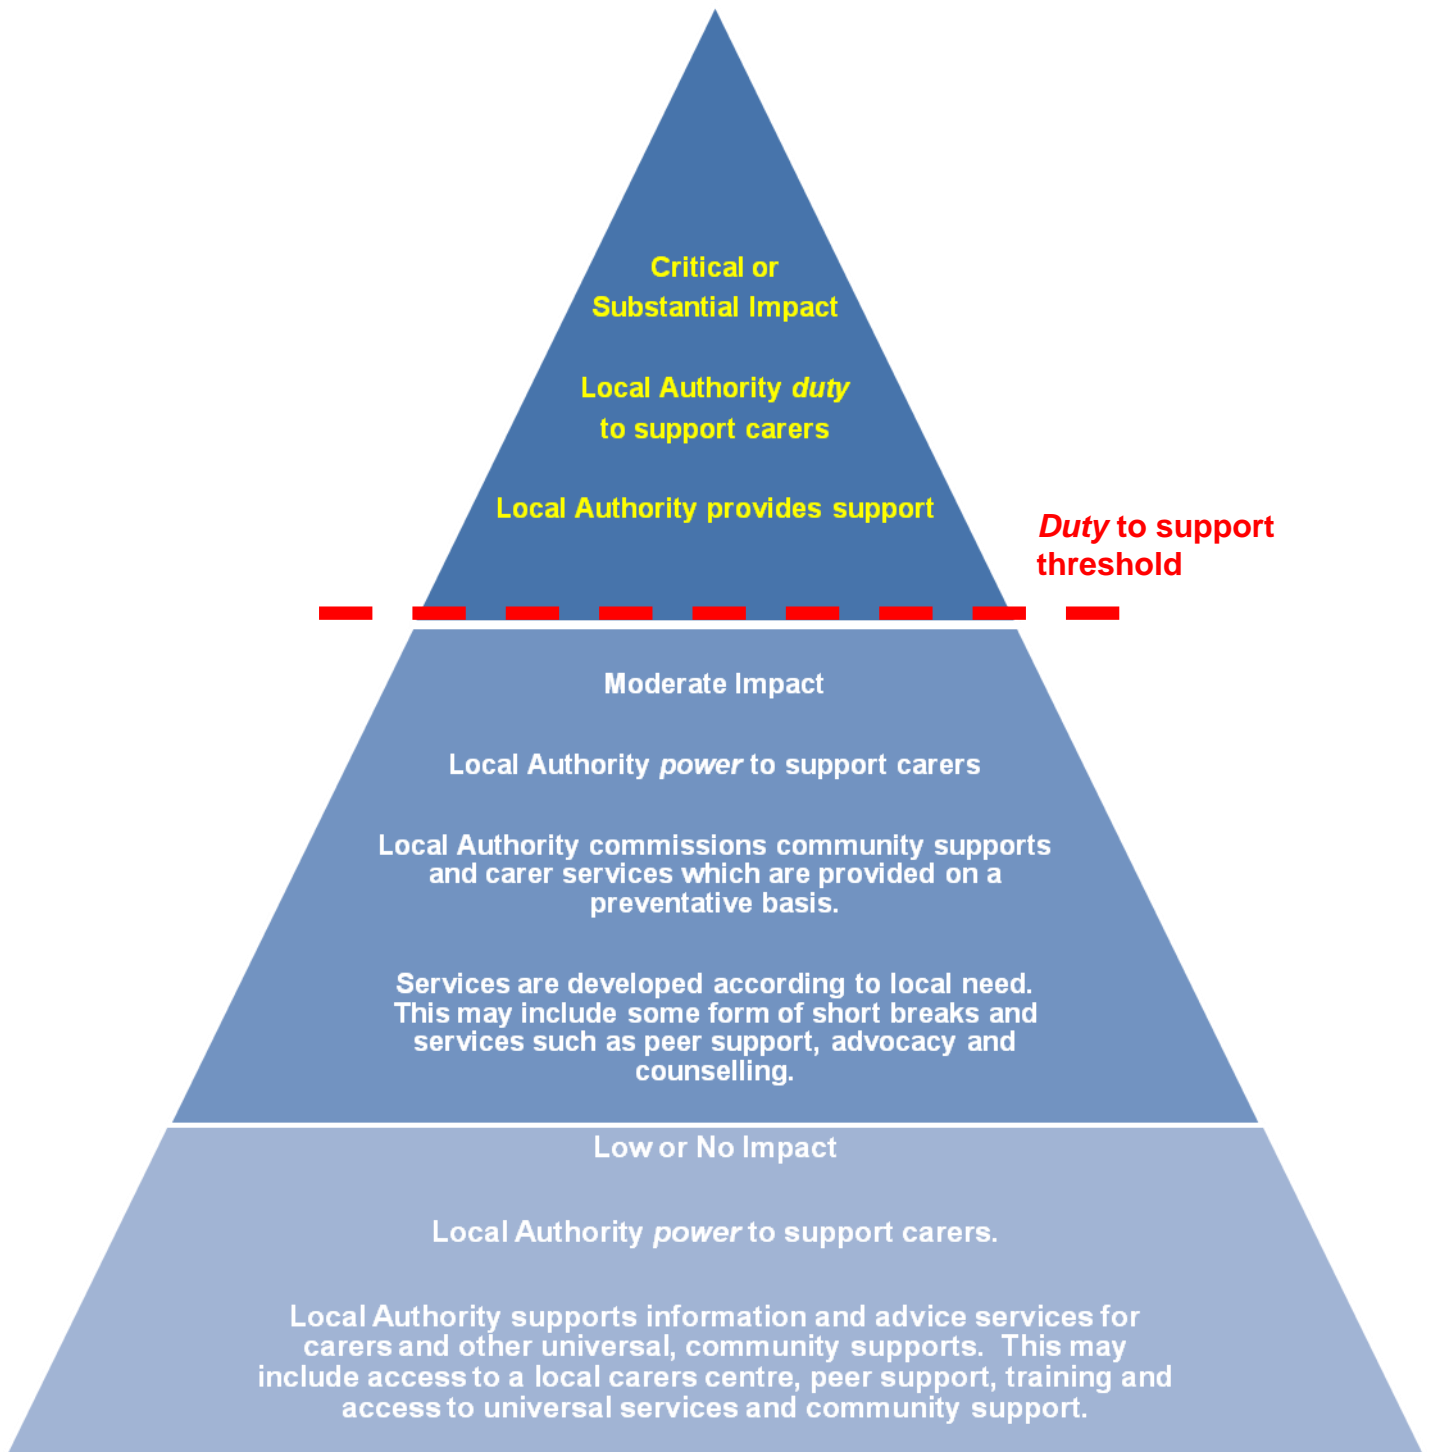 Critical or
Substantial Impact
Local Authority duty
to support carers
Local Authority provides support
Duty to support
threshold
Moderate Impact
Local Authority power to support carers
Local Authority commissions community supports
and carer services which are provided on a
preventative basis.
Services are developed according to local need.
This may include some form of short breaks and
services such as peer support, advocacy and
counselling.
Low or No Impact
Local Authority power to support carers.
Local Authority supports information and advice services for
carers and other universal, community supports.  This may
include access to a local carers centre, peer support, training and
access to universal services and community support.